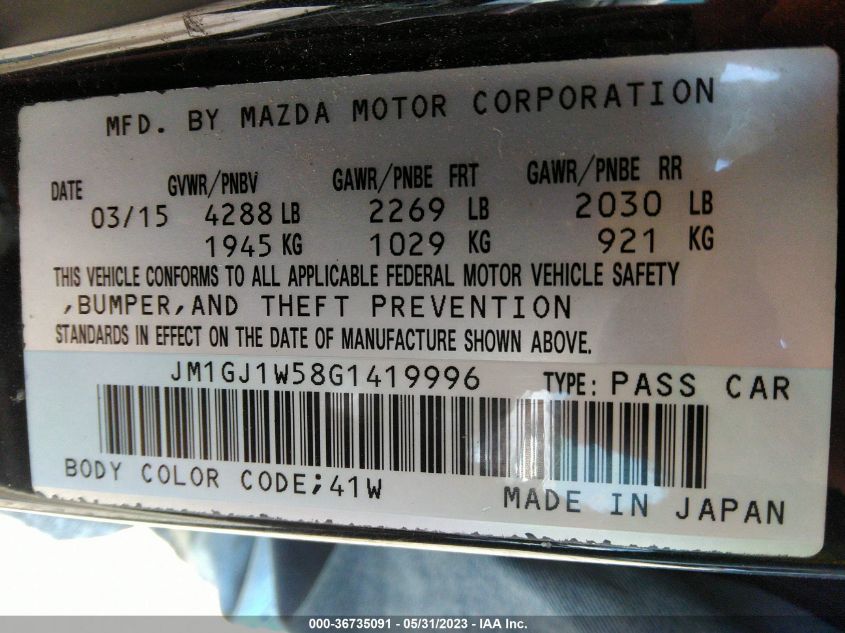 MFD. BY MAZDA MOTOR CORPORATION
DATE GVWR/PNBV GAWR/PNBE FRT GAWR/PNBE RR
03/15 4288 LB 2269 LB 2030 LB
1945 KG 1029 KG 921 KG
THIS VEHICLE CONFORMS TO ALL APPLICABLE FEDERAL MOTOR VEHICLE SAFETY
,BUMPER,AND THEFT PREVENTION
STANDARDS IN EFFECT ON THE DATE OF MANUFACTURE SHOWN ABOVE.
JM1GJ1W58G1419996 TYPE: PASS CAR
BODY COLOR CODE;41W
MADE IN JAPAN
000-36735091 - 05/31/2023 - IAA Inc.